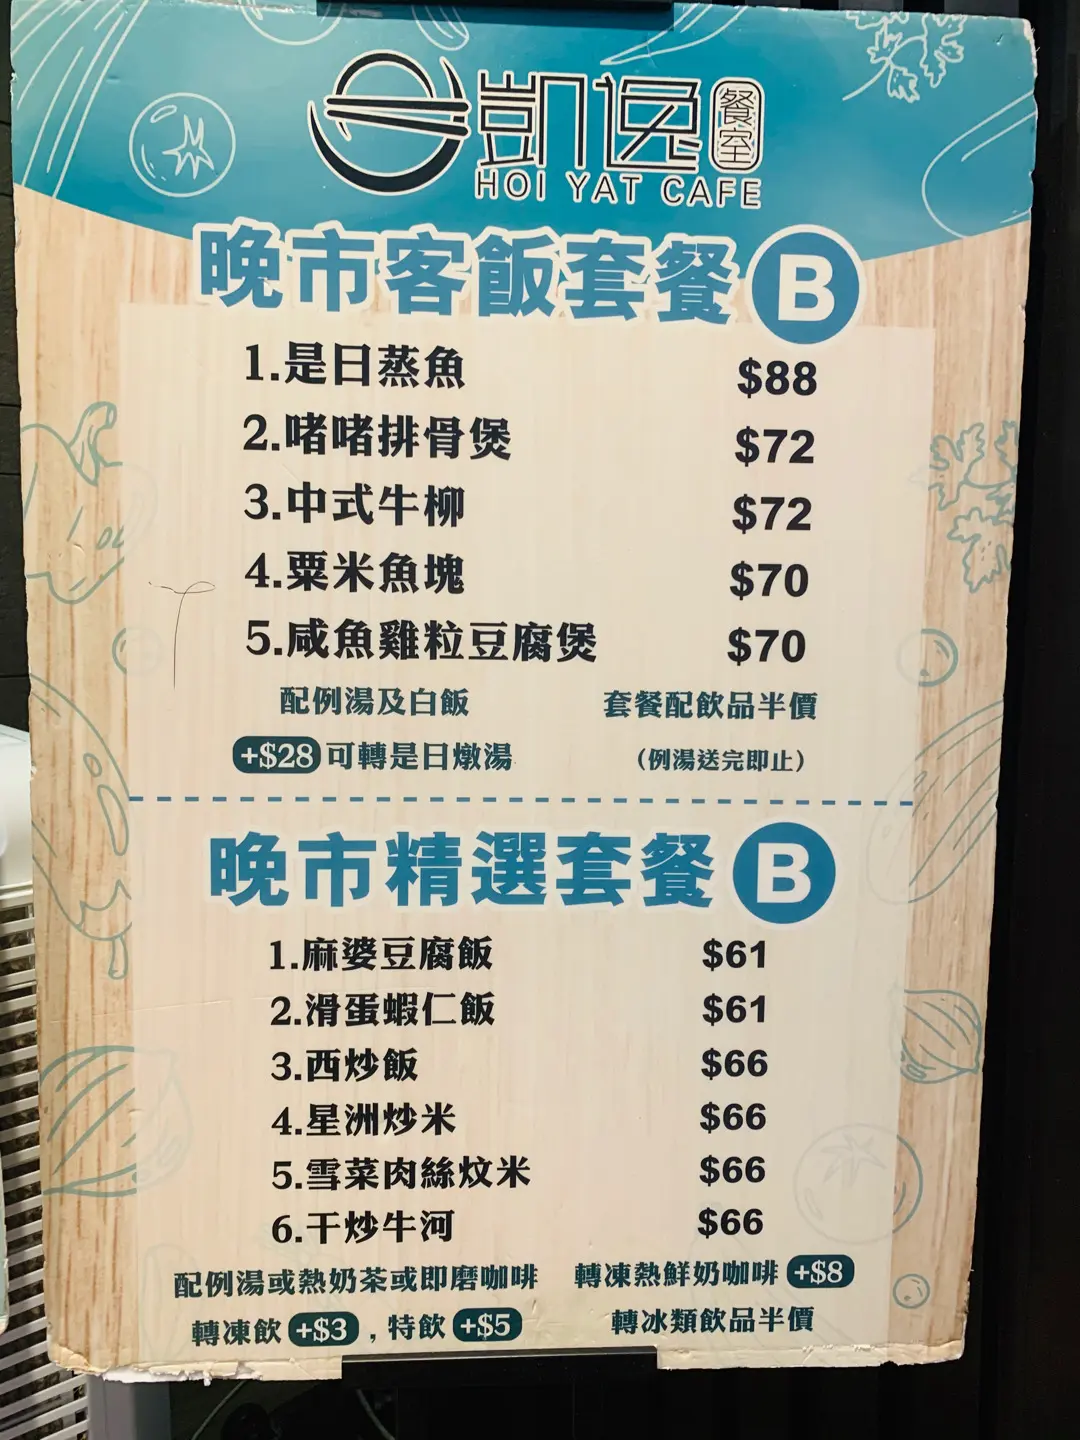 凱逸餐室
HOI YAT CAFE
晚市客飯套餐 B
1.是日蒸魚 $88
2.啫啫排骨煲 $72
3.中式牛柳 $72
4.粟米魚塊 $70
5.咸魚雞粒豆腐煲 $70
配例湯及白飯 套餐配飲品半價
+$28 可轉是日燉湯 (例湯送完即止)
晚市精選套餐 B
1.麻婆豆腐飯 $61
2.滑蛋蝦仁飯 $61
3.西炒飯 $66
4.星洲炒米 $66
5.雪菜肉絲炆米 $66
6.干炒牛河 $66
配例湯或熱奶茶或即磨咖啡 轉凍熱鮮奶咖啡 +$8
轉凍飲 +$3 , 特飲 +$5 轉冰類飲品半價